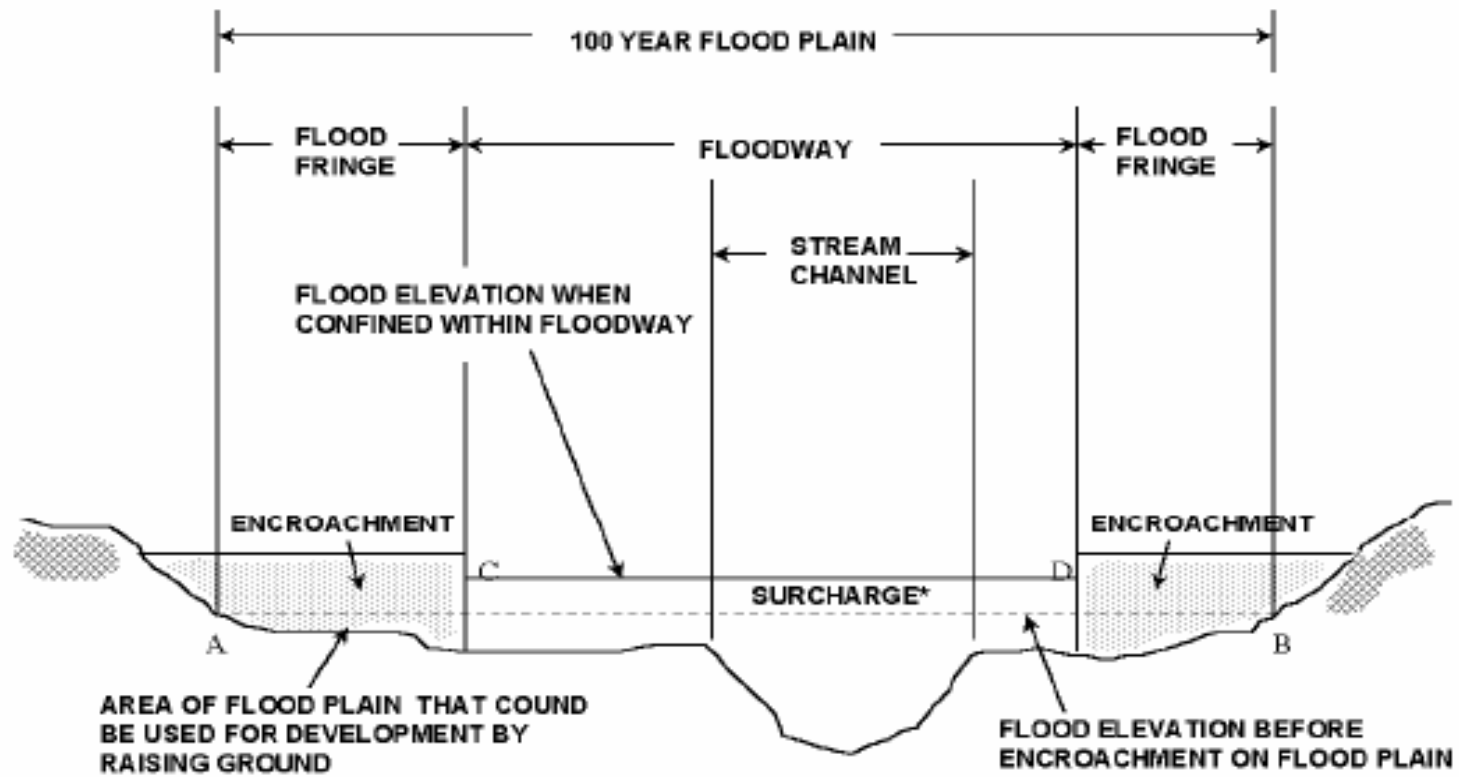 100 YEAR FLOOD PLAIN
FLOOD
FRINGE
FLOODWAY
FLOOD
FRINGE
STREAM
CHANNEL
FLOOD ELEVATION WHEN
CONFINED WITHIN FLOODWAY
ENCROACHMENT
ENCROACHMENT
C
D
SURCHARGE*
A
B
AREA OF FLOOD PLAIN THAT COUND
BE USED FOR DEVELOPMENT BY
RAISING GROUND
FLOOD ELEVATION BEFORE
ENCROACHMENT ON FLOOD PLAIN